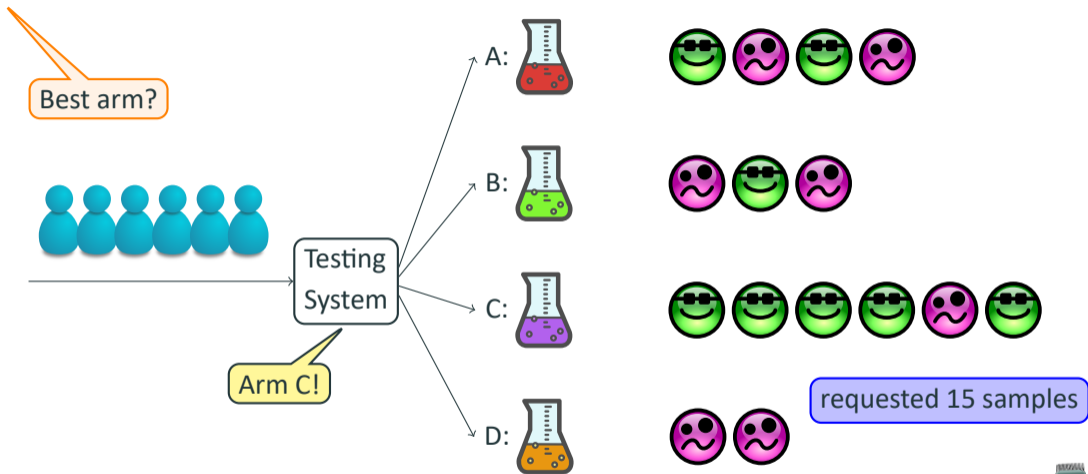 Best arm?
Testing
System
Arm C!
A:
B:
C:
D:
requested 15 samples